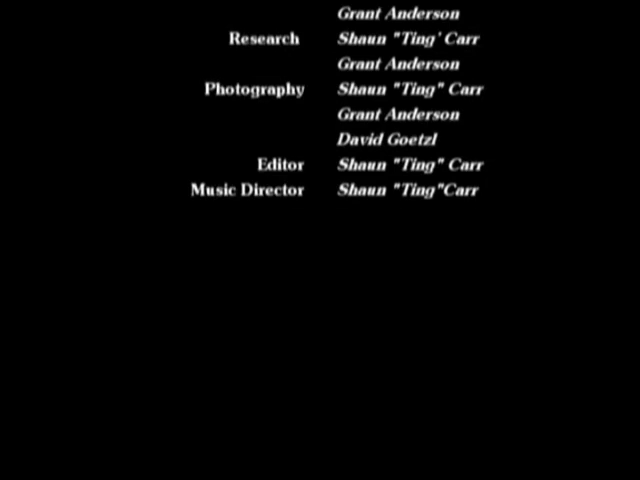 Grant Anderson
Research Shaun "Ting' Carr
Grant Anderson
Photography Shaun "Ting" Carr
Grant Anderson
David Goetzl
Editor Shaun "Ting" Carr
Music Director Shaun "Ting"Carr